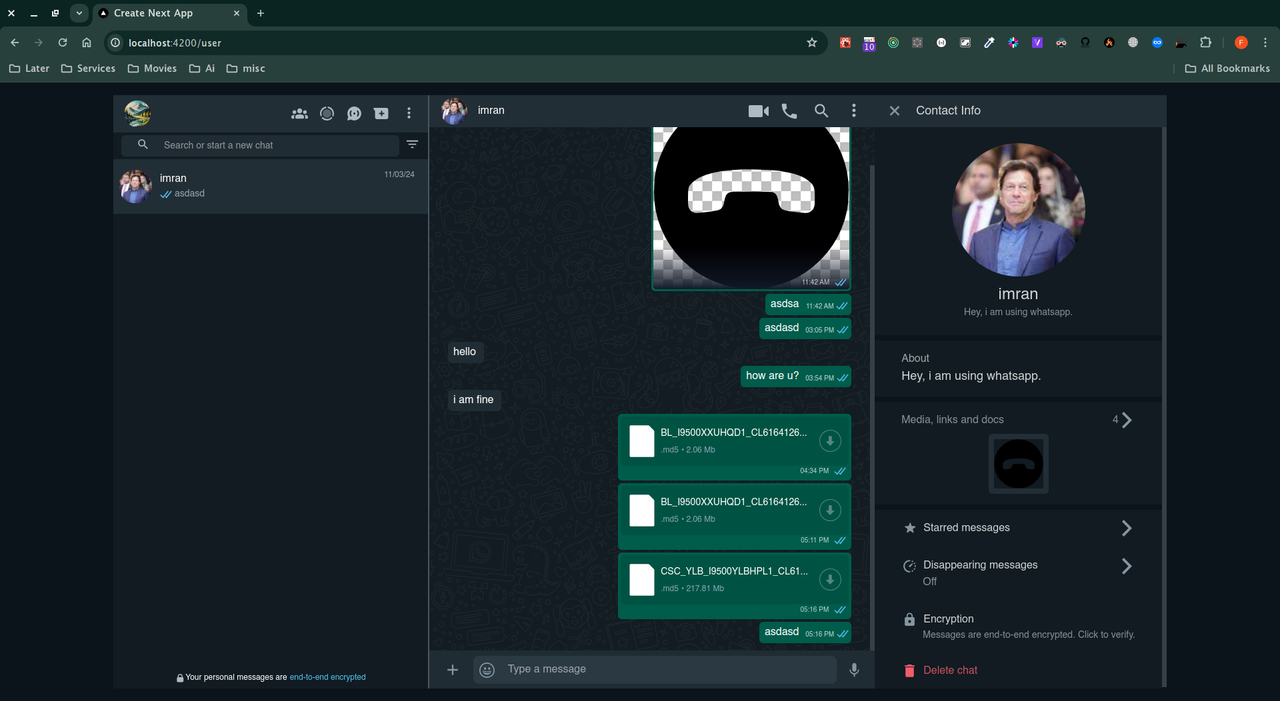 Create Next App
localhost:4200/user
10
F
Later
Services
Movies
Ai
misc
All Bookmarks
Search or start a new chat
imran
11/03/24
asdasd
Your personal messages are end-to-end encrypted
imran
11:42 AM
asdsa 11:42 AM
asdasd 03:05 PM
hello
how are u? 03:54 PM
i am fine
BL_I9500XXUHQD1_CL6164126...
.md5 • 2.06 Mb
04:34 PM
BL_I9500XXUHQD1_CL6164126...
.md5 • 2.06 Mb
05:11 PM
CSC_YLB_I9500YLBHPL1_CL61...
.md5 • 217.81 Mb
05:16 PM
asdasd 05:16 PM
Type a message
Contact Info
imran
Hey, i am using whatsapp.
About
Hey, i am using whatsapp.
Media, links and docs
4
Starred messages
Disappearing messages
Off
Encryption
Messages are end-to-end encrypted. Click to verify.
Delete chat